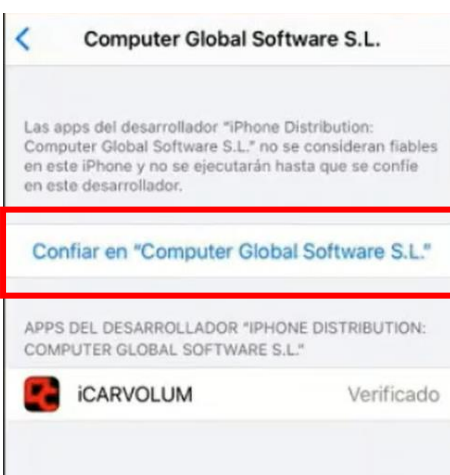 Computer Global Software S.L.
Las apps del desarrollador "iPhone Distribution:
Computer Global Software S.L." no se consideran fiables
en este iPhone y no se ejecutarán hasta que se confíe
en este desarrollador.
Confiar en "Computer Global Software S.L."
APPS DEL DESARROLLADOR "IPHONE DISTRIBUTION:
COMPUTER GLOBAL SOFTWARE S.L."
iCARVOLUM Verificado